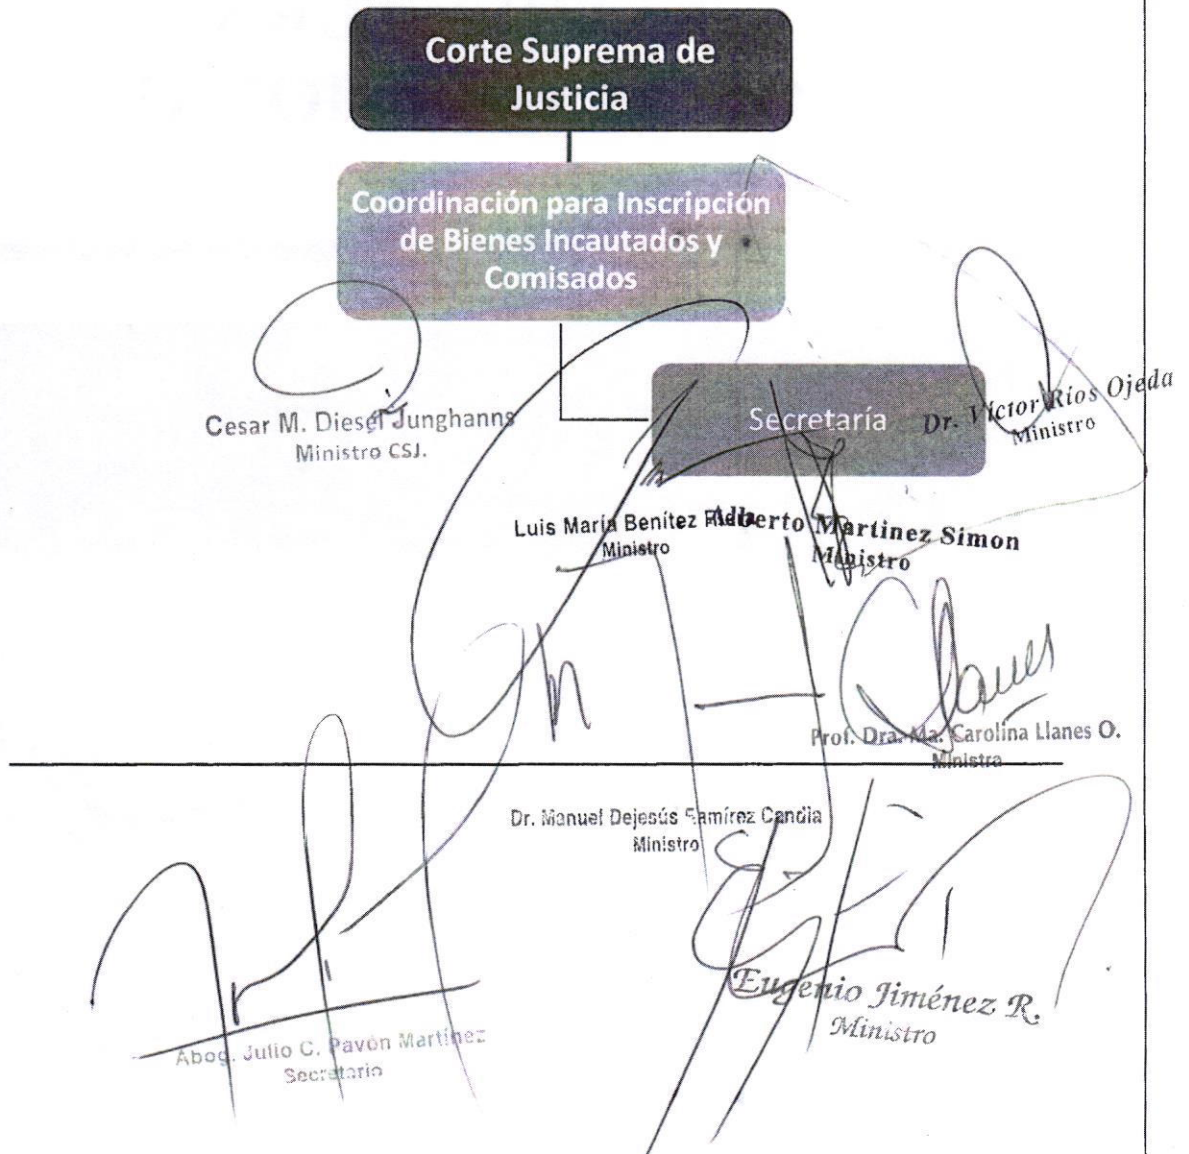 Corte Suprema de
Justicia
Coordinación para Inscripción
de Bienes Incautados y
Comisados
Secretaría
Cesar M. Diesel Junghanns
Ministro CSJ.
Dr. Víctor Ríos Ojeda
Ministro
Luis María Benítez
Ministro
Alberto Martinez Simon
Ministro
Prof. Dra. Ma. Carolina Llanes O.
Ministra
Dr. Manuel Dejesús Ramírez Candia
Ministro
Eugenio Jiménez R.
Ministro
Abog. Julio C. Pavón Martínez
Secretario